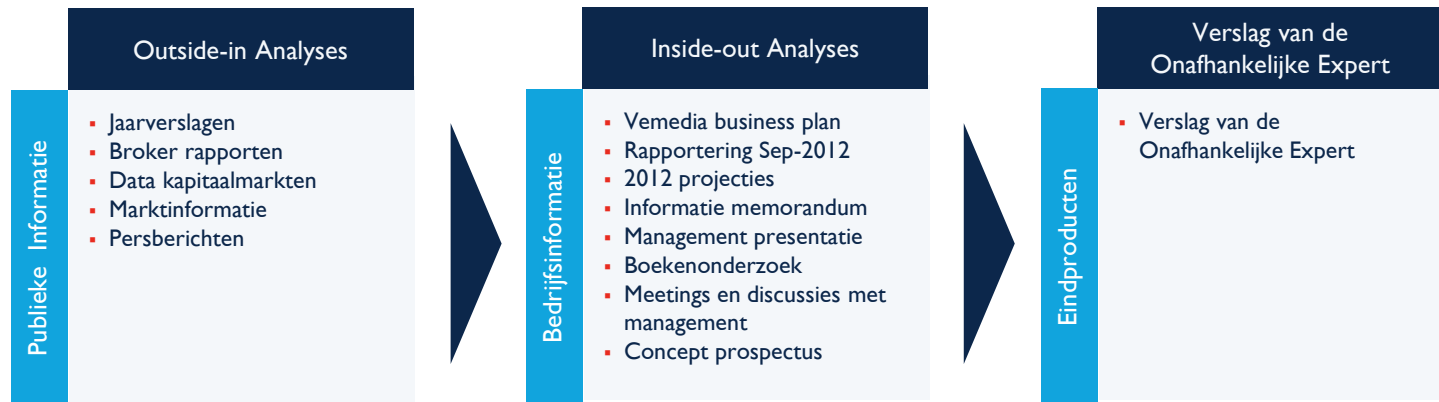 Outside-in Analyses
Publieke Informatie
▪ Jaarverslagen
▪ Broker rapporten
▪ Data kapitaalmarkten
▪ Marktinformatie
▪ Persberichten
Inside-out Analyses
Bedrijfsinformatie
▪ Vemedia business plan
▪ Rapportering Sep-2012
▪ 2012 projecties
▪ Informatie memorandum
▪ Management presentatie
▪ Boekenonderzoek
▪ Meetings en discussies met
management
▪ Concept prospectus
Verslag van de
Onafhankelijke Expert
Eindproducten
▪ Verslag van de
Onafhankelijke Expert